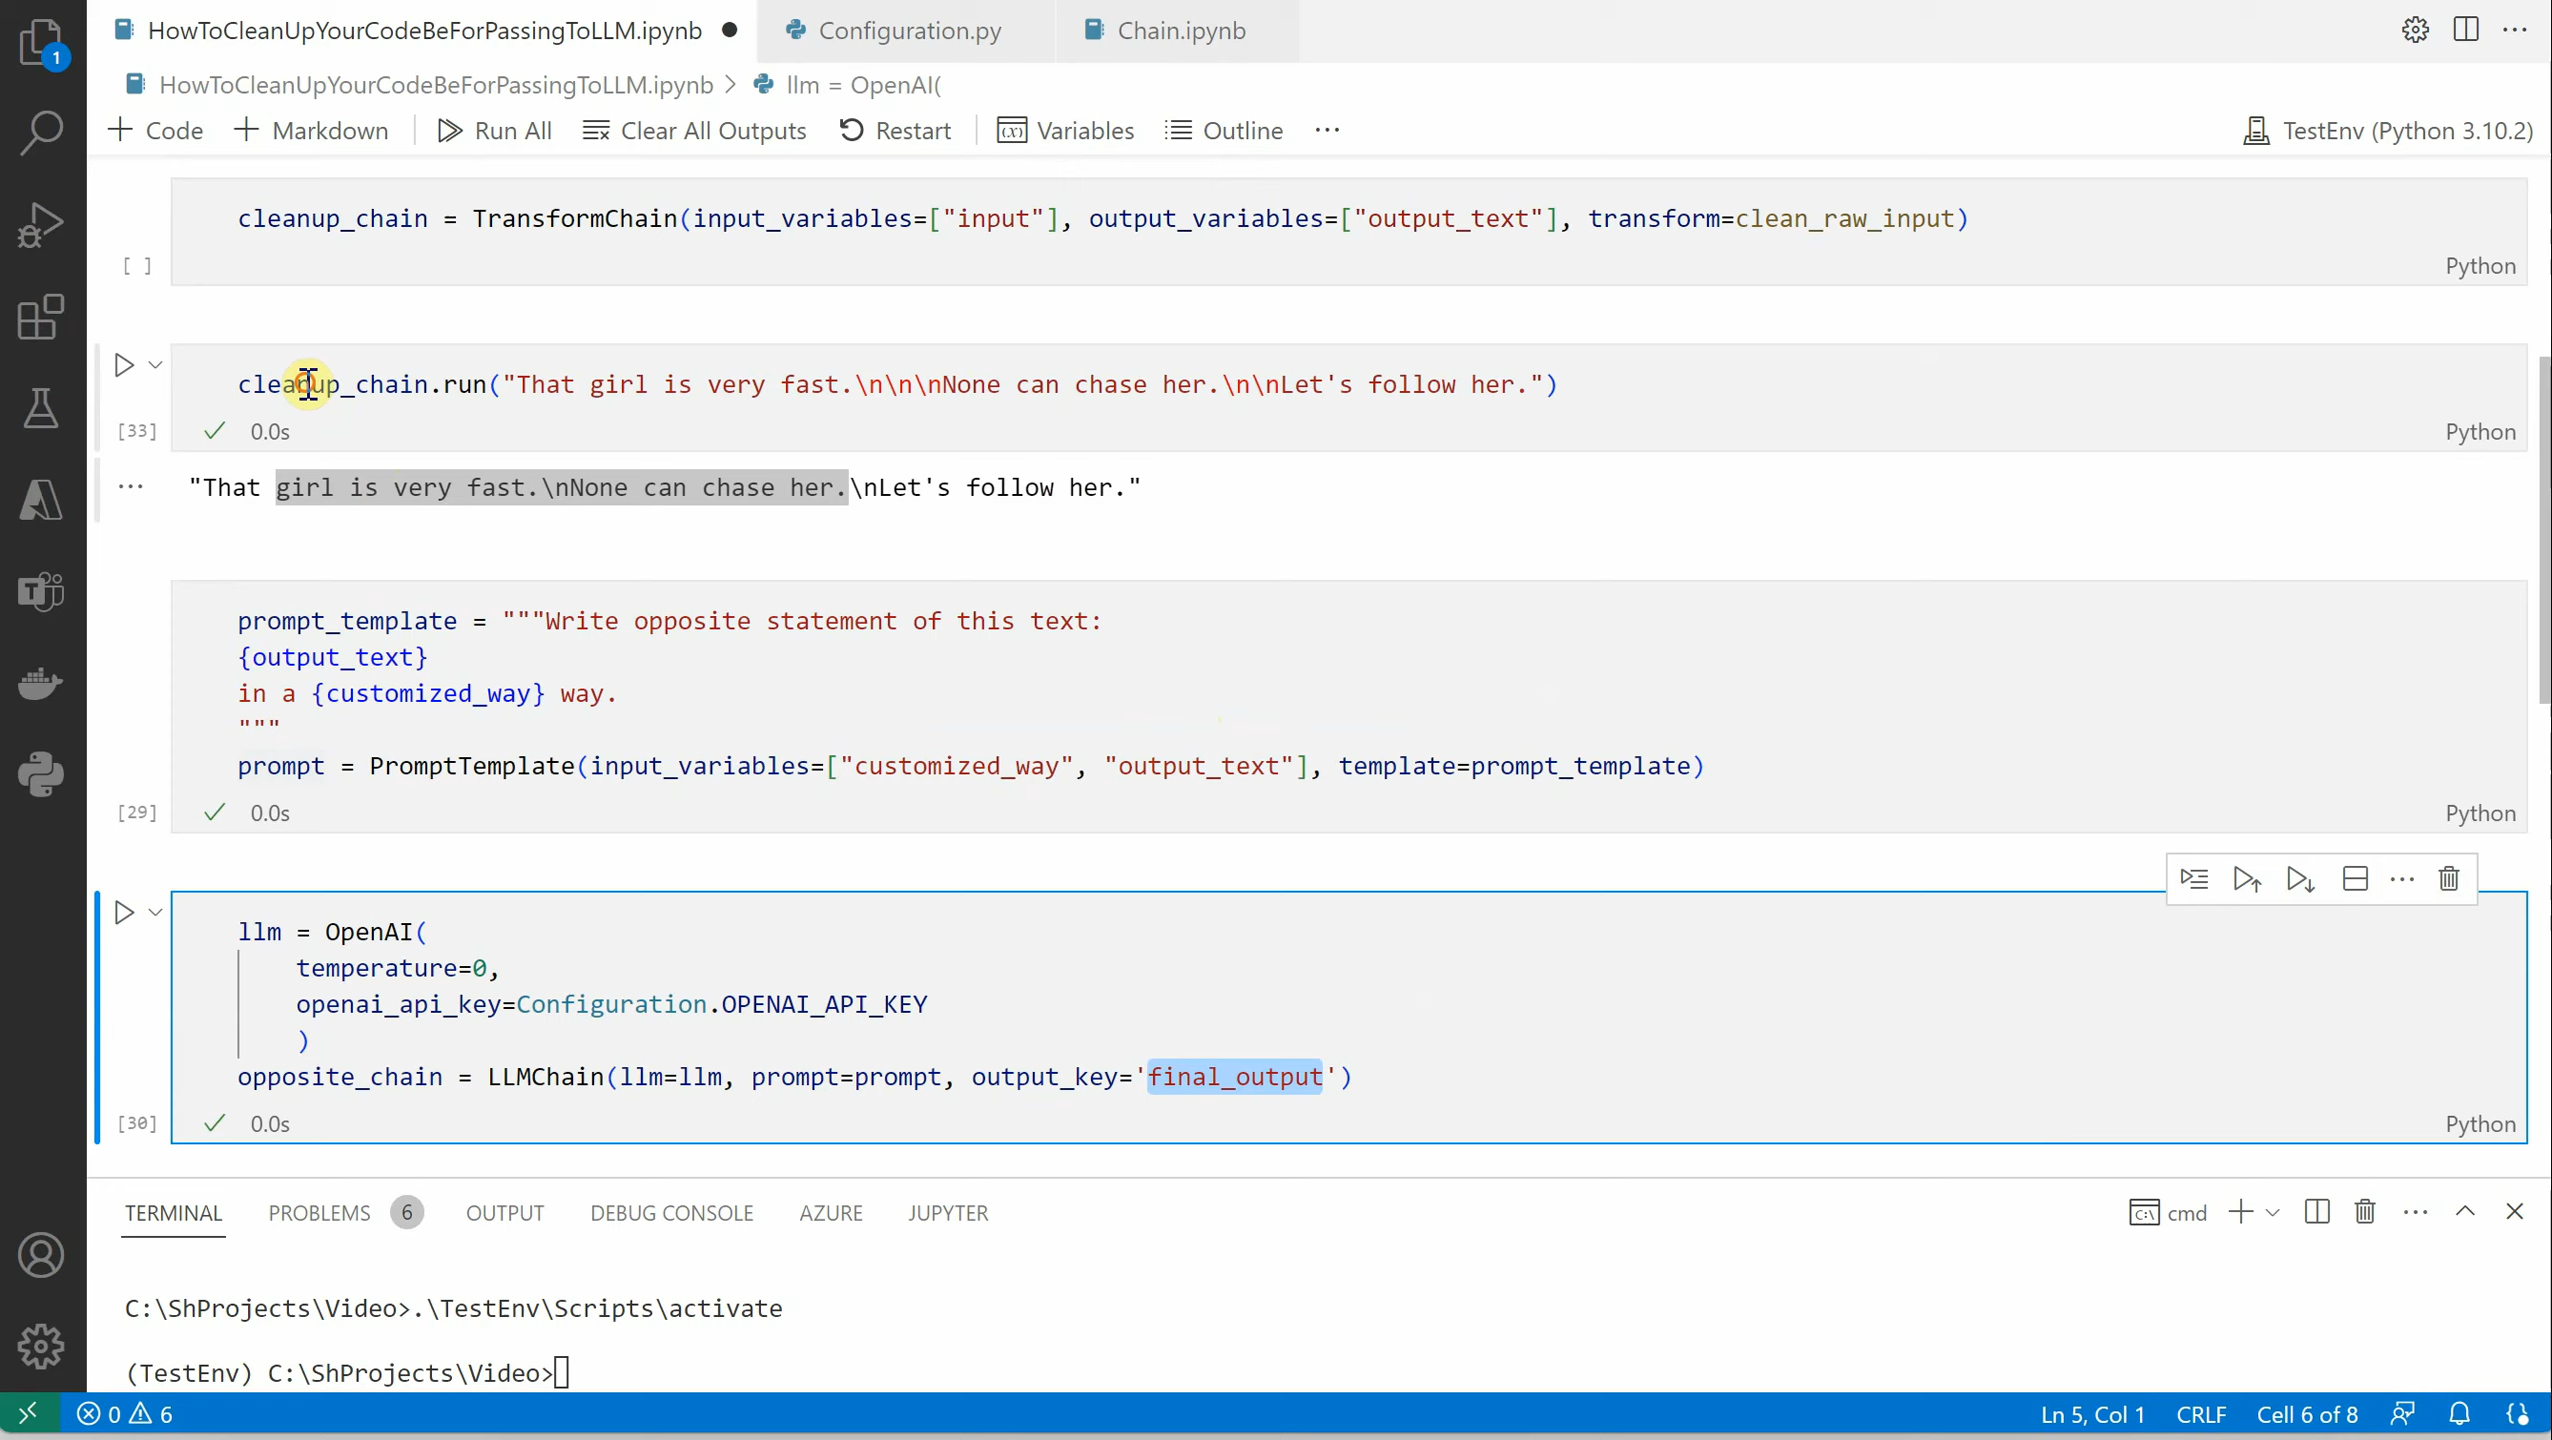 HowToCleanUpYourCodeBeForPassingToLLM.ipynb
Configuration.py
Chain.ipynb
1
HowToCleanUpYourCodeBeForPassingToLLM.ipynb > llm = OpenAI(
+ Code + Markdown Run All Clear All Outputs Restart Variables Outline ...
TestEnv (Python 3.10.2)
cleanup_chain = TransformChain(input_variables=["input"], output_variables=["output_text"], transform=clean_raw_input)
[ ]
Python
cleanup_chain.run("That girl is very fast.\n\n\nNone can chase her.\n\nLet's follow her.")
[33] 0.0s
Python
... "That girl is very fast.\nNone can chase her.\nLet's follow her."
prompt_template = """Write opposite statement of this text:
{output_text}
in a {customized_way} way.
"""
prompt = PromptTemplate(input_variables=["customized_way", "output_text"], template=prompt_template)
[29] 0.0s
Python
llm = OpenAI(
temperature=0,
openai_api_key=Configuration.OPENAI_API_KEY
)
opposite_chain = LLMChain(llm=llm, prompt=prompt, output_key='final_output')
[30] 0.0s
Python
TERMINAL PROBLEMS 6 OUTPUT DEBUG CONSOLE AZURE JUPYTER
cmd
C:\ShProjects\Video>.\TestEnv\Scripts\activate
(TestEnv) C:\ShProjects\Video>
0 6
Ln 5, Col 1 CRLF Cell 6 of 8